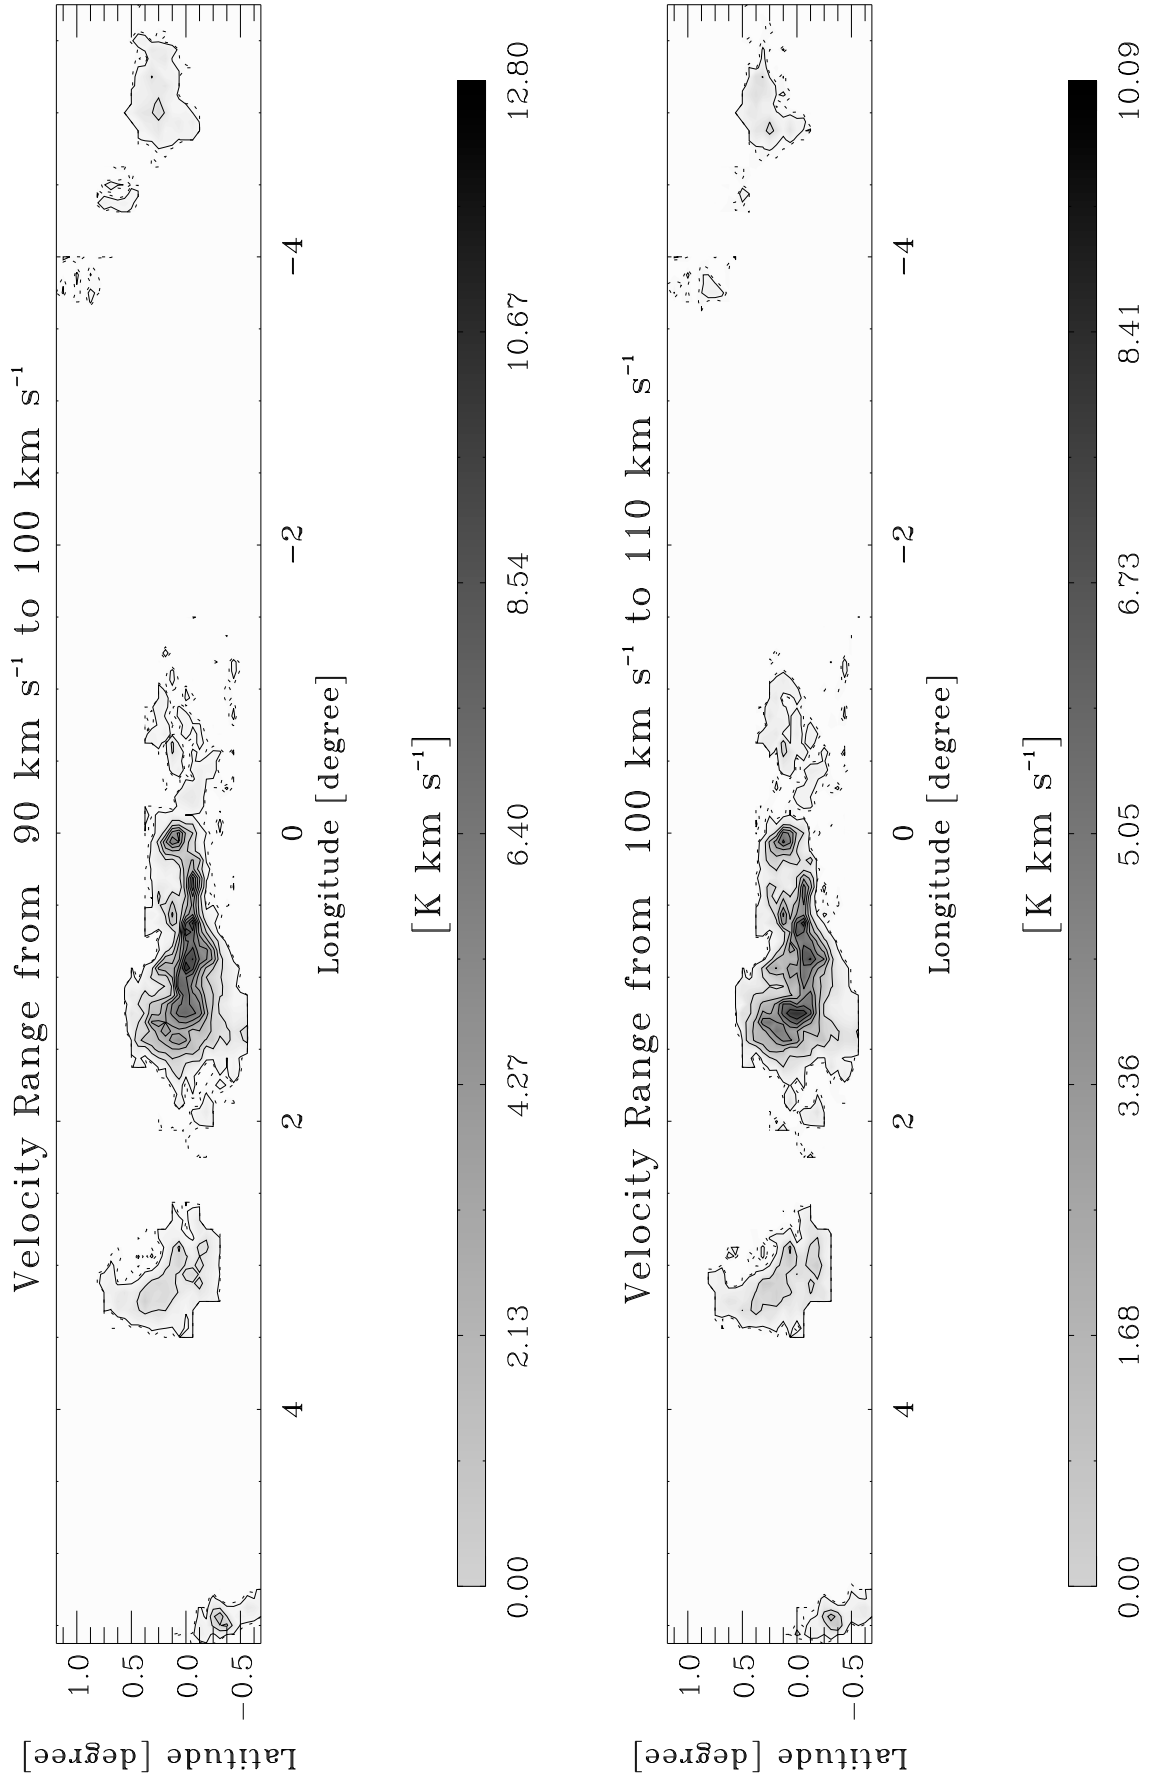 Velocity Range from 90 km s⁻¹ to 100 km s⁻¹
Latitude [degree]
1.0
0.5
0.0
−0.5
4 2 0 −2 −4
Longitude [degree]
[K km s⁻¹]
0.00 2.13 4.27 6.40 8.54 10.67 12.80
Velocity Range from 100 km s⁻¹ to 110 km s⁻¹
Latitude [degree]
1.0
0.5
0.0
−0.5
4 2 0 −2 −4
Longitude [degree]
[K km s⁻¹]
0.00 1.68 3.36 5.05 6.73 8.41 10.09